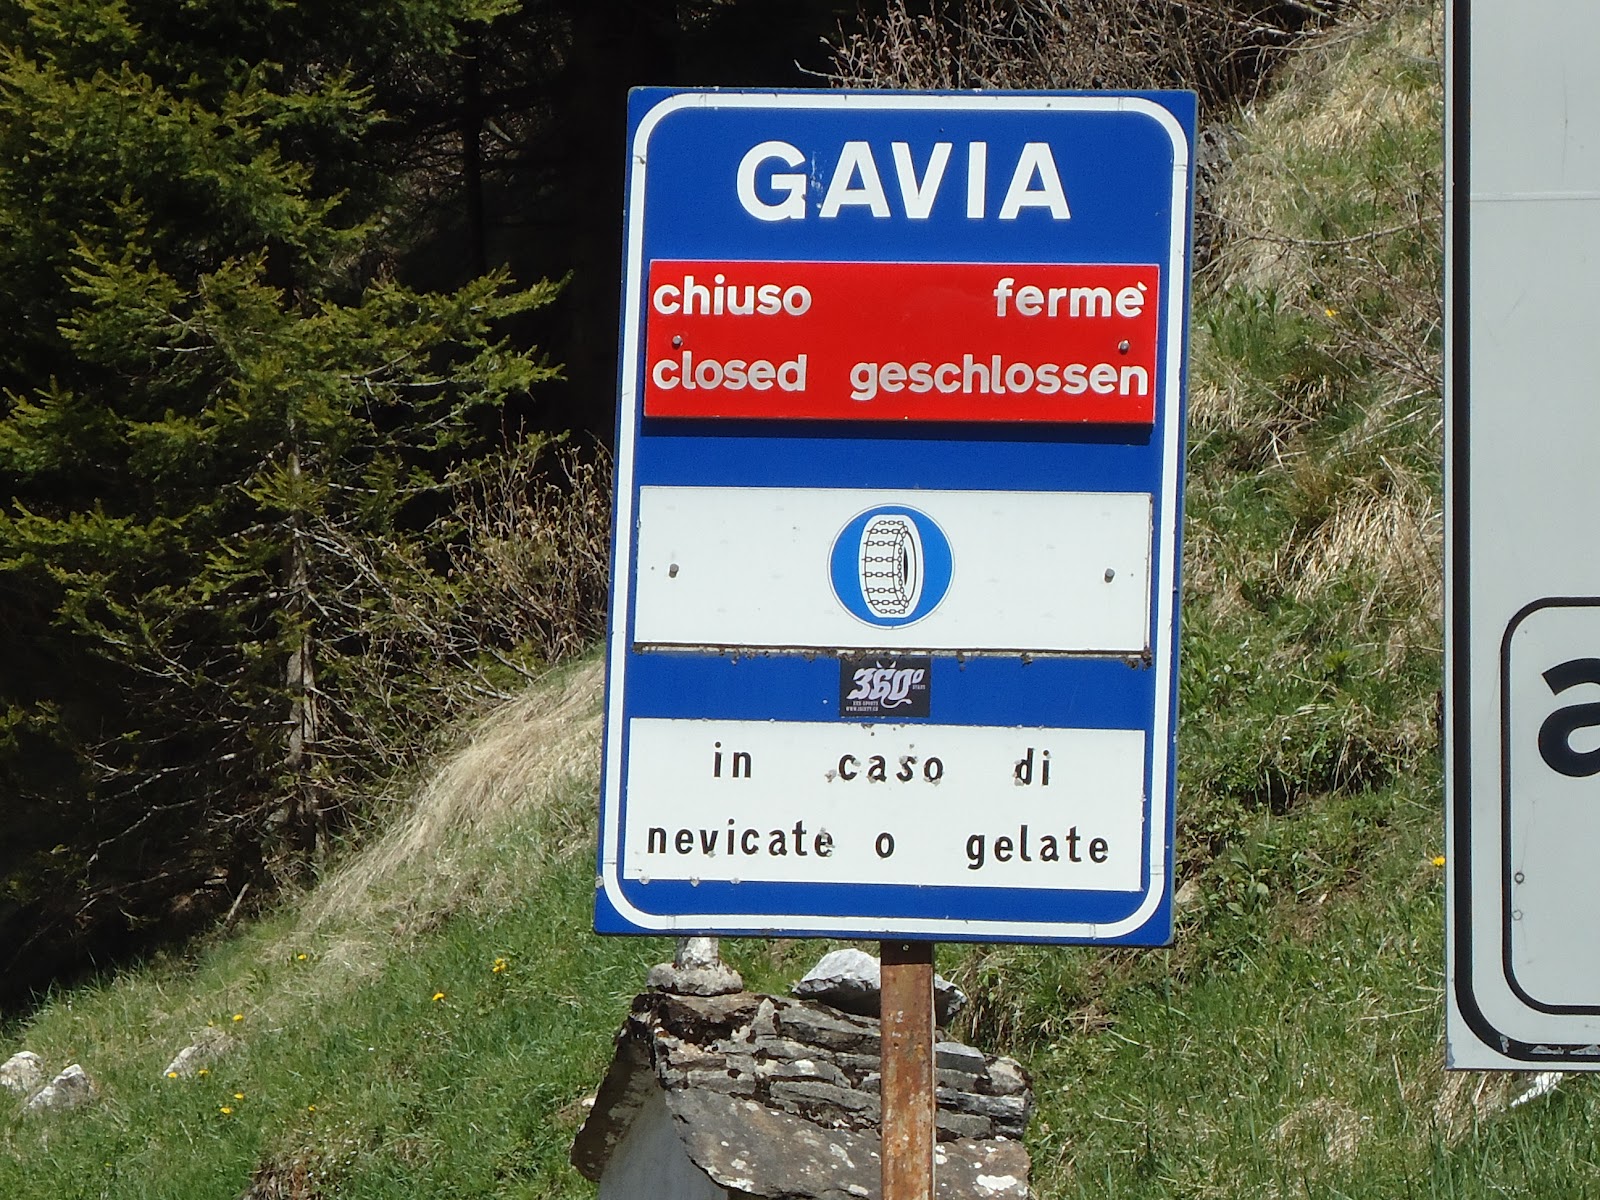 GAVIA
chiuso fermè
closed geschlossen
360°
in caso di
nevicate o gelate
a